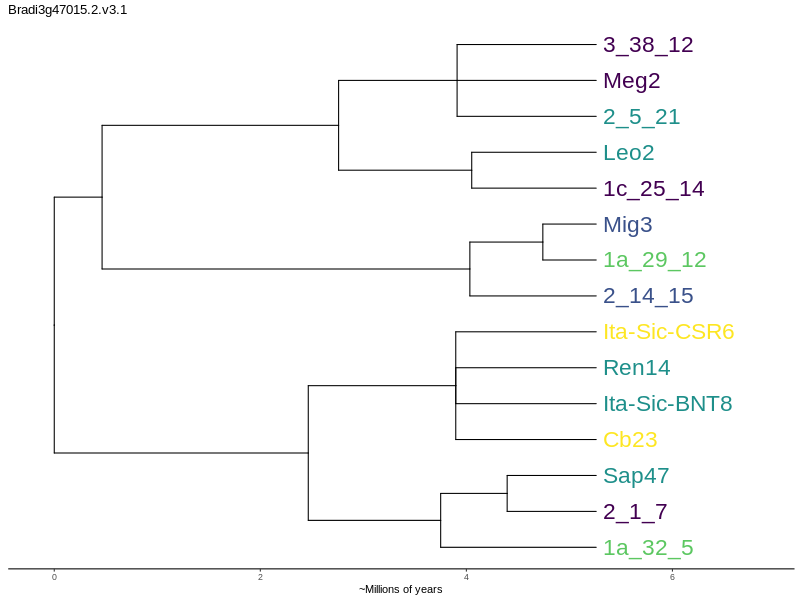 Bradi3g47015.2.v3.1
3_38_12
Meg2
2_5_21
Leo2
1c_25_14
Mig3
1a_29_12
2_14_15
Ita-Sic-CSR6
Ren14
Ita-Sic-BNT8
Cb23
Sap47
2_1_7
1a_32_5
0 2 4 6
~Millions of years